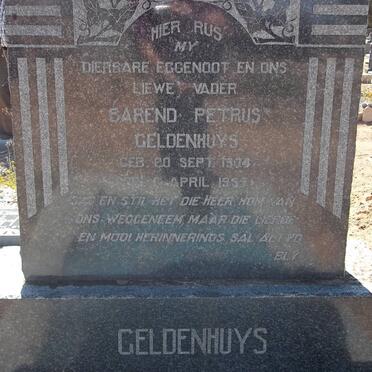 HIER RUS
MY
DIERBARE EGGENOOT EN ONS
LIEWE VADER
BAREND PETRUS
GELDENHUYS
GEB. 20 SEPT. 1904
APRIL
EN STIL HET DIE HEER HOM VAN
ONS WEGGENEEM, MAAR DIE LIEFDE
EN MOOI HERINNERINGS SAL ALTYD
BLY
GELDENHUYS